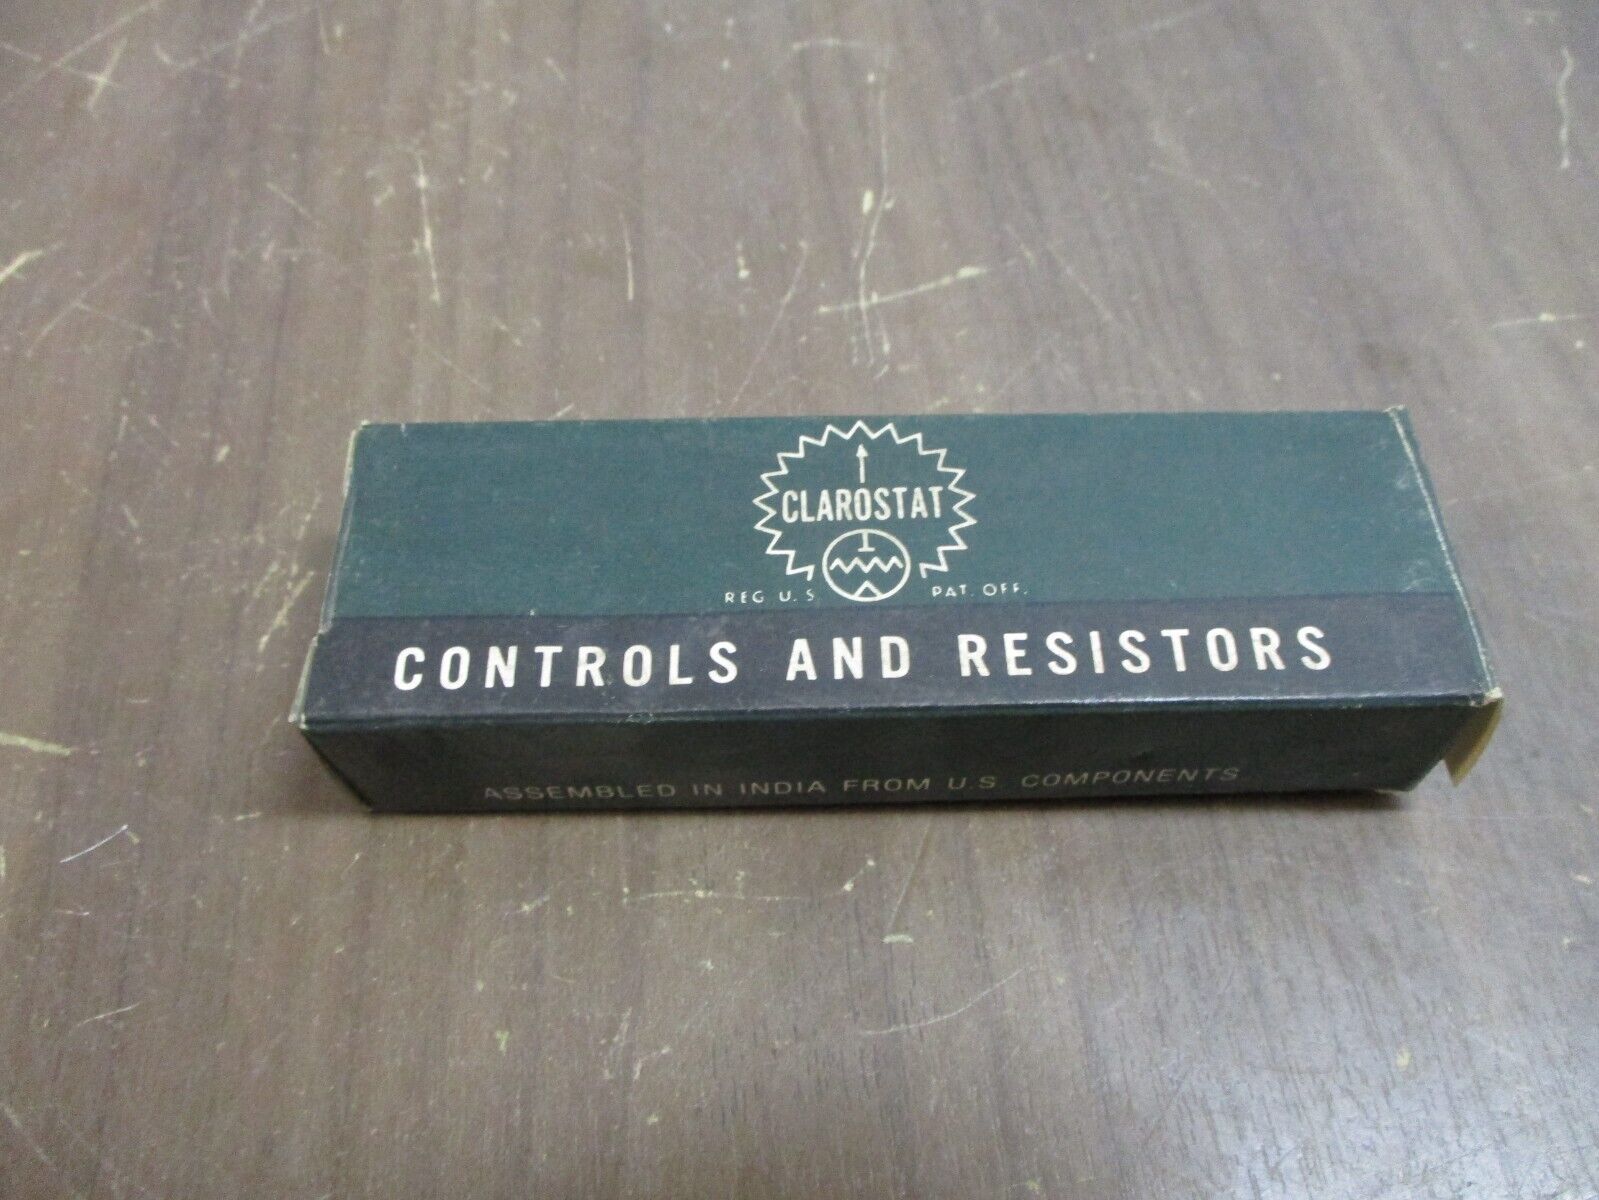 CLAROSTAT
REG U.S. PAT. OFF.
CONTROLS AND RESISTORS
ASSEMBLED IN INDIA FROM U.S. COMPONENTS